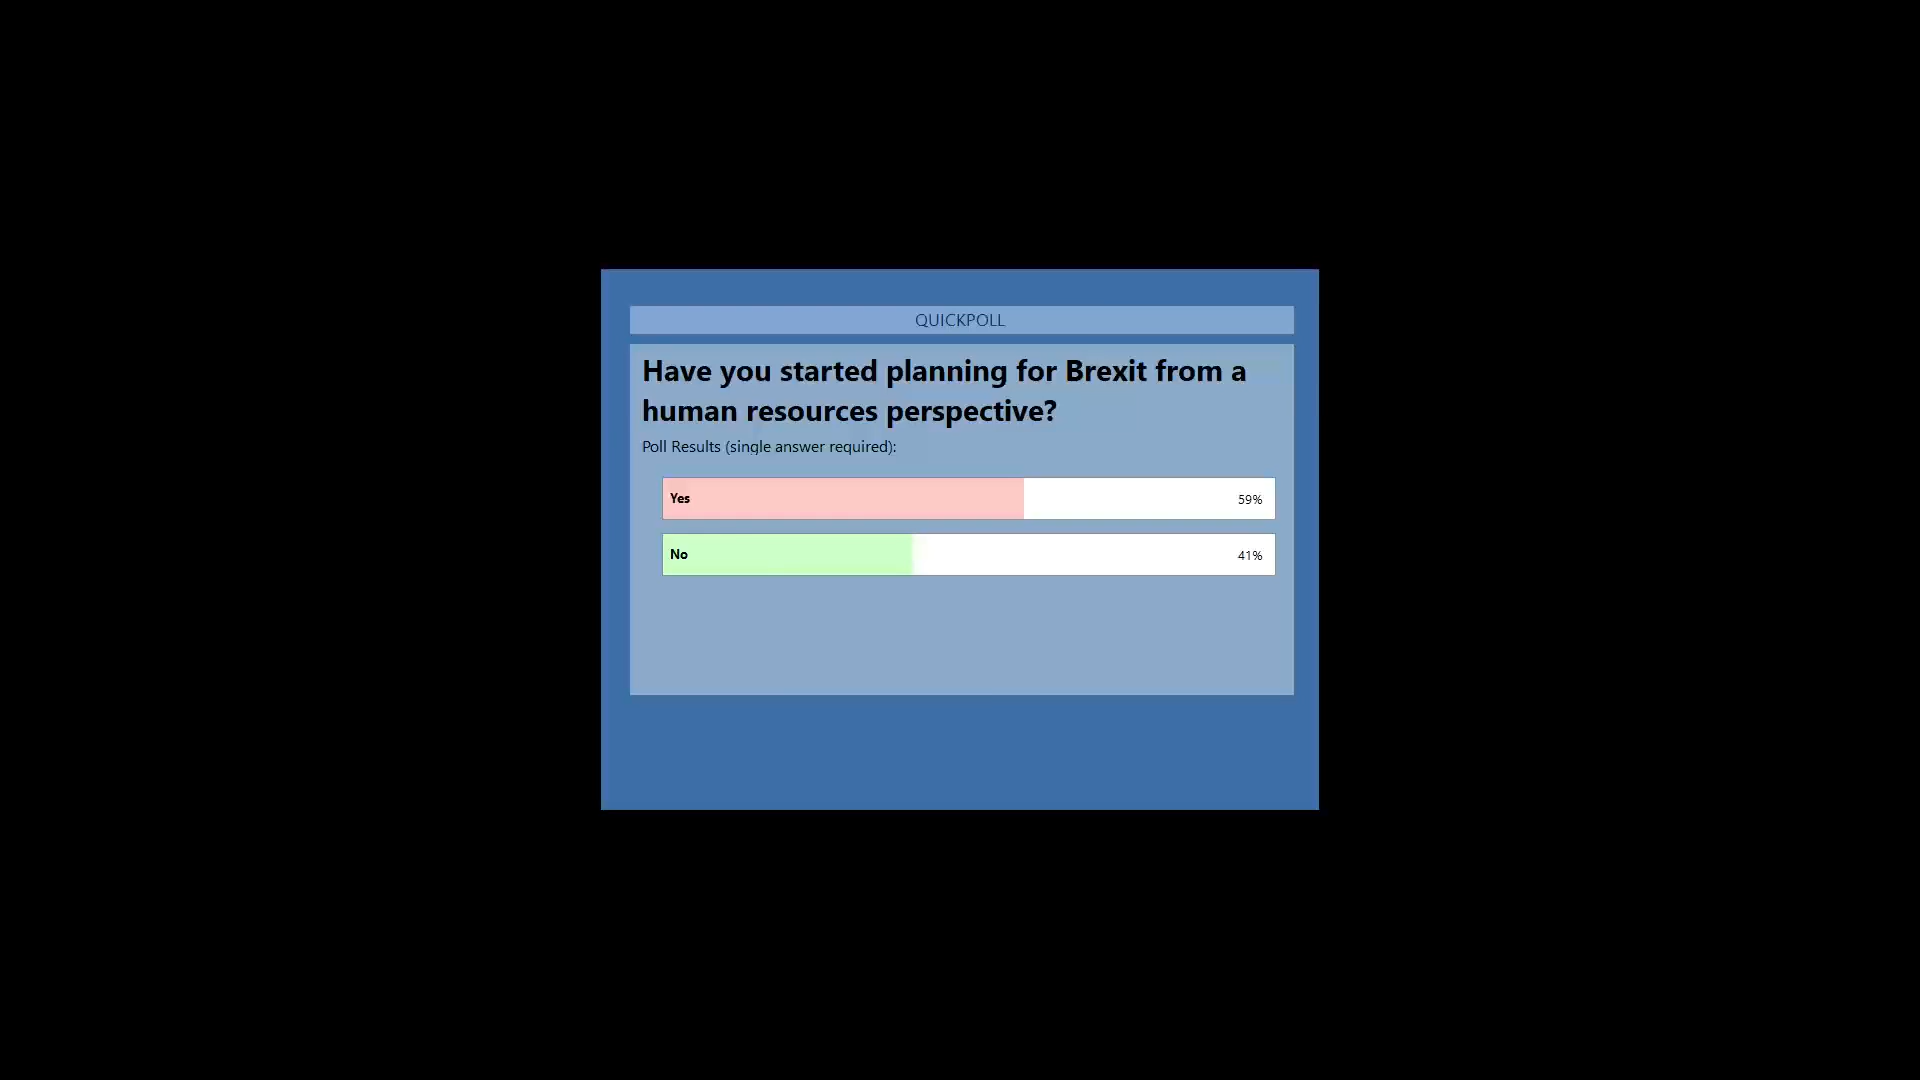 QUICKPOLL
Have you started planning for Brexit from a
human resources perspective?
Poll Results (single answer required):
Yes 59%
No 41%